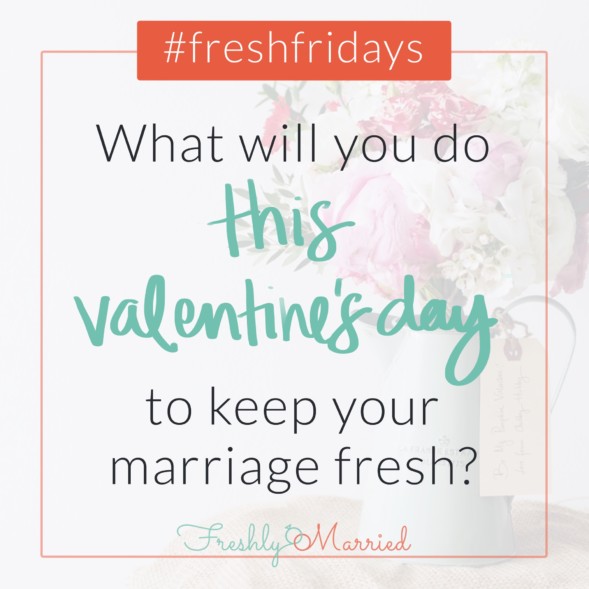 #freshfridays
What will you do
this
valentine's day
to keep your
marriage fresh?
Freshly Married